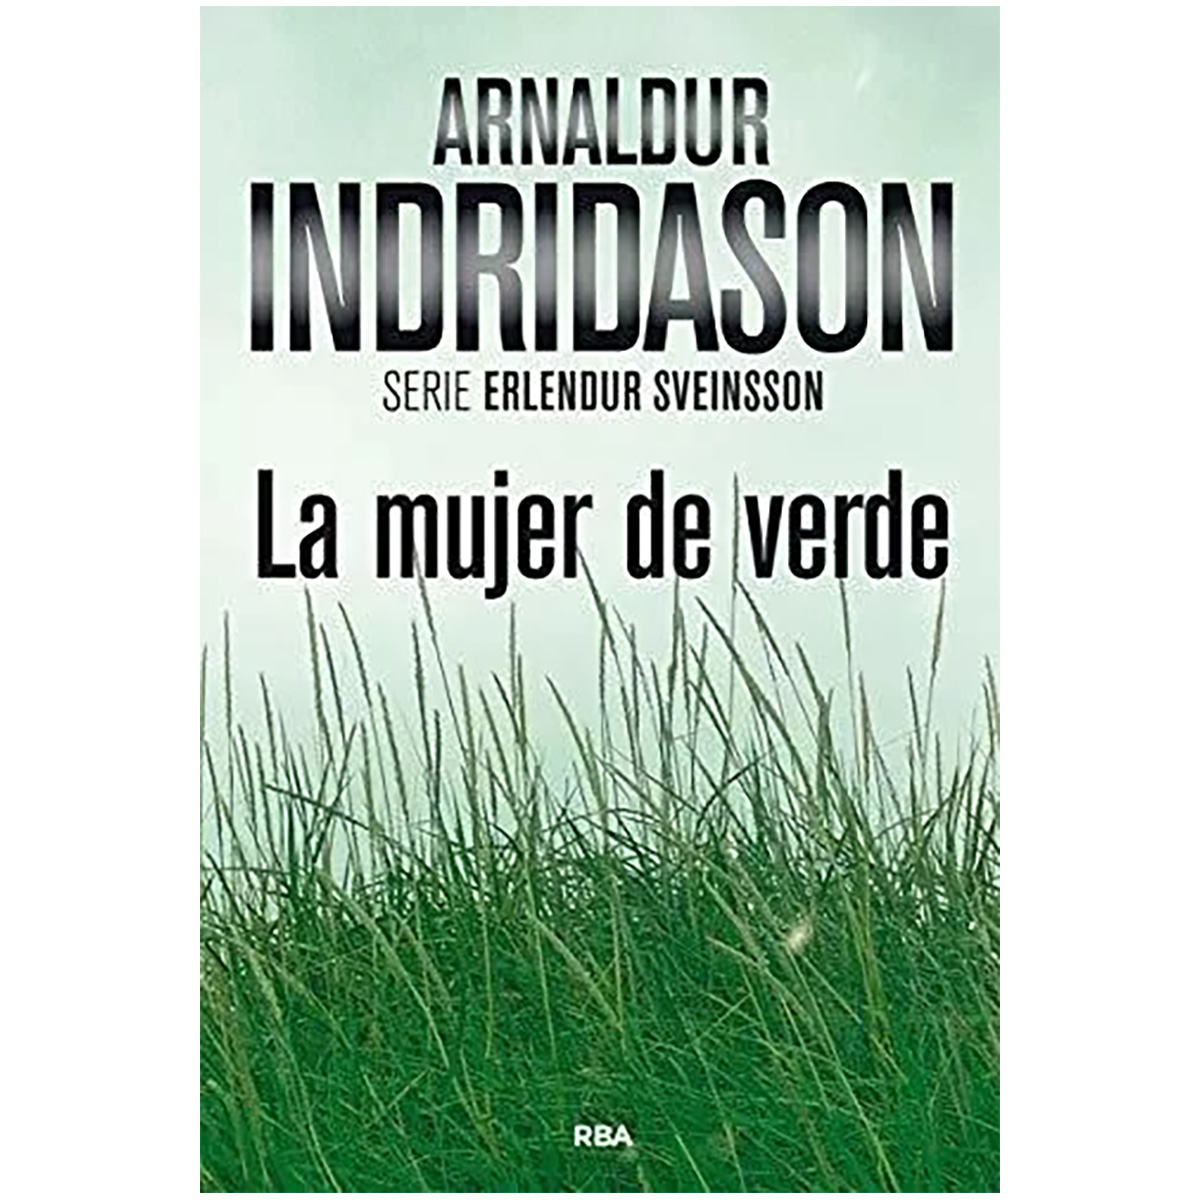 ARNALDUR
INDRIDASON
SERIE ERLENDUR SVEINSSON
La mujer de verde
RBA